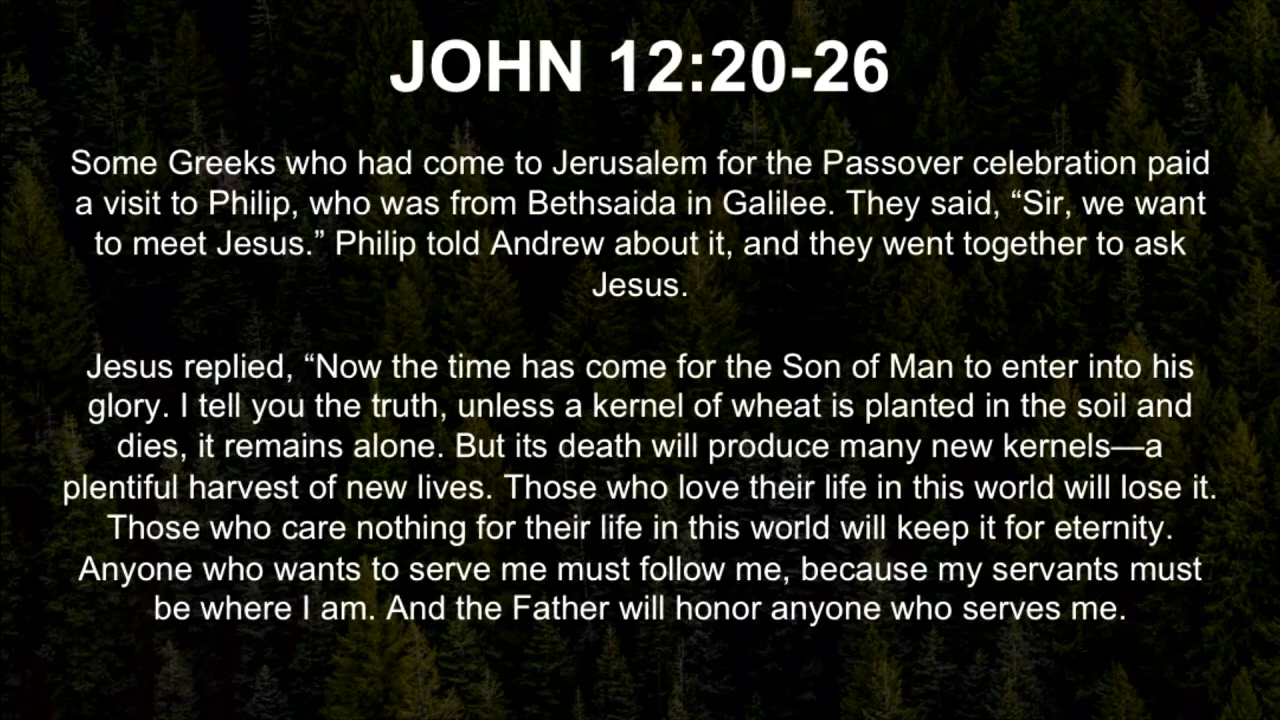 JOHN 12:20-26
Some Greeks who had come to Jerusalem for the Passover celebration paid
a visit to Philip, who was from Bethsaida in Galilee. They said, “Sir, we want
to meet Jesus.” Philip told Andrew about it, and they went together to ask
Jesus.
Jesus replied, “Now the time has come for the Son of Man to enter into his
glory. I tell you the truth, unless a kernel of wheat is planted in the soil and
dies, it remains alone. But its death will produce many new kernels—a
plentiful harvest of new lives. Those who love their life in this world will lose it.
Those who care nothing for their life in this world will keep it for eternity.
Anyone who wants to serve me must follow me, because my servants must
be where I am. And the Father will honor anyone who serves me.